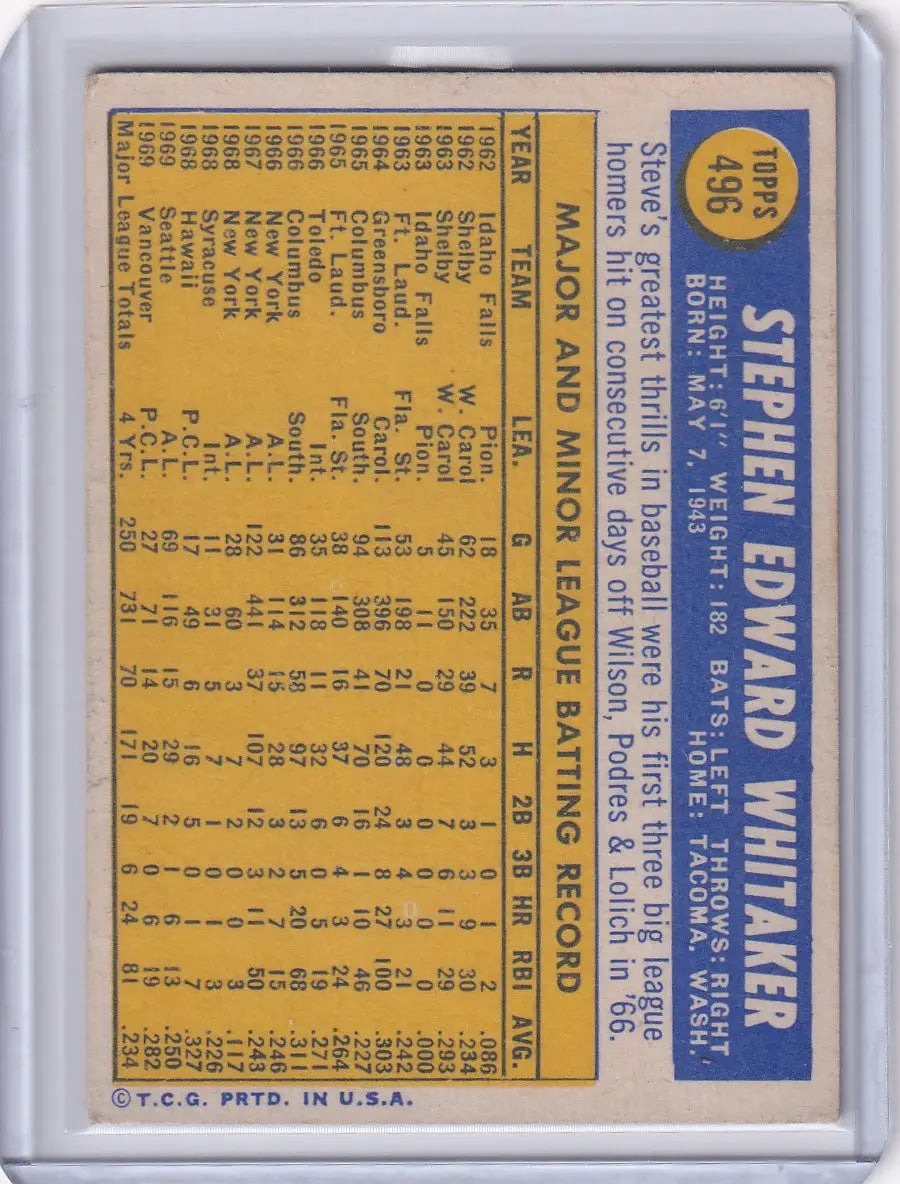 TOPPS
496
STEPHEN EDWARD WHITAKER
HEIGHT: 6'1" WEIGHT: 182 BATS: LEFT THROWS: RIGHT
BORN: MAY 7, 1943 HOME: TACOMA, WASH.
Steve's greatest thrills in baseball were his first three big league
homers hit on consecutive days off Wilson, Podres & Lolich in '66.
MAJOR AND MINOR LEAGUE BATTING RECORD
YEAR TEAM LEA. G AB R H 2B 3B HR RBI AVG.
1962 Idaho Falls Pion. 18 35 7 3 1 0 1 2 .086
1962 Shelby W. Carol 62 222 39 52 3 3 9 30 .234
1963 Shelby W. Carol 45 150 29 44 7 6 11 29 .293
1963 Idaho Falls Pion. 5 11 0 0 0 0 0 0 .000
1963 Ft. Laud. Fla. St. 53 198 21 48 3 4 3 21 .242
1964 Greensboro Carol. 113 396 70 120 24 8 27 100 .303
1965 Columbus South. 94 308 41 70 16 1 10 46 .227
1965 Ft. Laud. Fla. St. 38 140 16 37 6 4 3 24 .264
1966 Toledo Int. 35 118 11 32 6 0 5 19 .271
1966 Columbus South. 86 312 58 97 13 5 20 68 .311
1966 New York A.L. 31 114 15 28 3 2 7 15 .246
1967 New York A.L. 122 441 37 107 12 3 11 50 .243
1968 New York A.L. 28 60 3 7 2 0 0 3 .117
1968 Syracuse Int. 11 31 5 7 1 0 1 3 .226
1968 Hawaii P.C.L. 17 49 6 16 5 0 1 7 .327
1969 Seattle A.L. 69 116 15 29 2 1 6 13 .250
1969 Vancouver P.C.L. 27 71 14 20 7 0 6 19 .282
Major League Totals 4 Yrs. 250 731 70 171 19 6 24 81 .234
© T.C.G. PRTD. IN U.S.A.